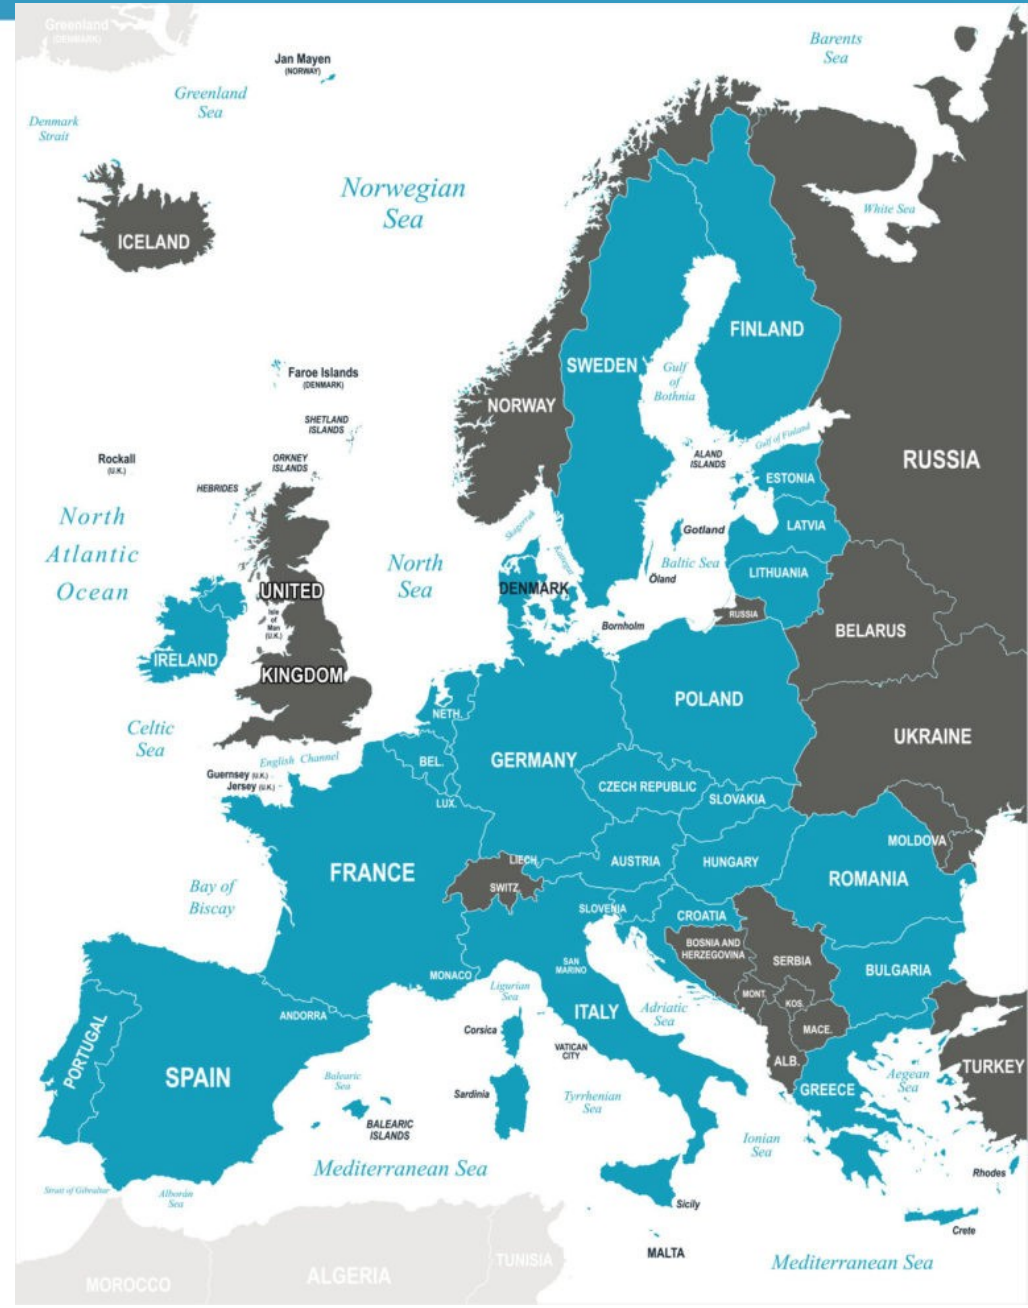 Greenland
(DENMARK)
Jan Mayen
(NORWAY)
Barents
Sea
Greenland
Sea
Denmark
Strait
Norwegian
Sea
White Sea
ICELAND
FINLAND
SWEDEN
Gulf
of
Bothnia
Faroe Islands
(DENMARK)
NORWAY
SHETLAND
ISLANDS
Gulf of Finland
ALAND
ISLANDS
RUSSIA
Rockall
(U.K.)
ORKNEY
ISLANDS
HEBRIDES
ESTONIA
North
Atlantic
Ocean
Skagerrak
Kattegat
Gotland
LATVIA
North
Sea
Baltic Sea
Öland
LITHUANIA
UNITED
KINGDOM
DENMARK
Isle
of
Man
(U.K.)
Bornholm
RUSSIA
BELARUS
IRELAND
NETH.
POLAND
Celtic
Sea
English Channel
BEL.
GERMANY
UKRAINE
Guernsey (U.K.)
Jersey (U.K.)
LUX.
CZECH REPUBLIC
SLOVAKIA
FRANCE
LIECH.
SWITZ.
AUSTRIA
HUNGARY
MOLDOVA
ROMANIA
Bay of
Biscay
SLOVENIA
CROATIA
BOSNIA AND
HERZEGOVINA
SERBIA
BULGARIA
MONACO
SAN
MARINO
Ligurian
Sea
MONT.
KOS.
ANDORRA
ITALY
Adriatic
Sea
MACE.
Corsica
VATICAN
CITY
ALB.
PORTUGAL
SPAIN
Balearic
Sea
Sardinia
Tyrrhenian
Sea
GREECE
Aegean
Sea
TURKEY
BALEARIC
ISLANDS
Ionian
Sea
Mediterranean Sea
Rhodes
Strait of Gibraltar
Alborán
Sea
Sicily
Crete
MALTA
Mediterranean Sea
MOROCCO
ALGERIA
TUNISIA